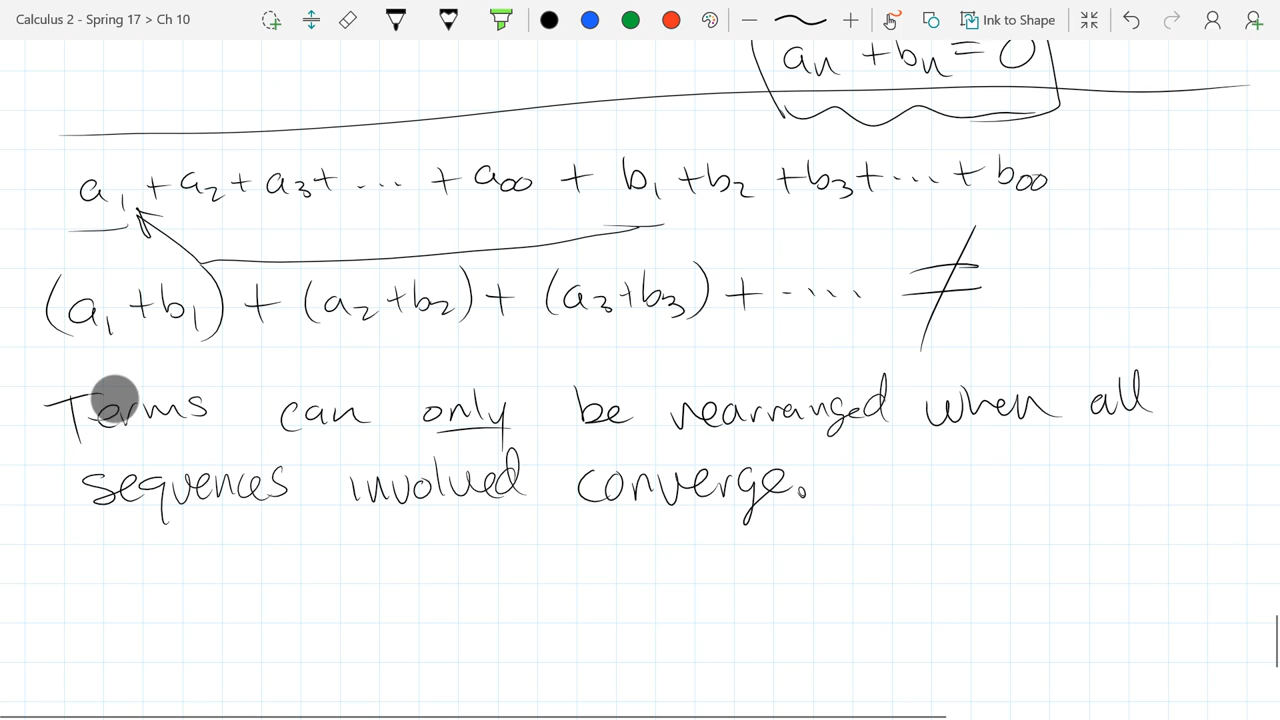 Calculus 2 - Spring 17 > Ch 10
Ink to Shape
aₙ + bₙ = 0
a₁ + a₂ + a₃ + ... + a∞ + b₁ + b₂ + b₃ + ... + b∞
(a₁ + b₁) + (a₂ + b₂) + (a₃ + b₃) + ..... ≠
Terms can only be rearranged when all
sequences involved converge.